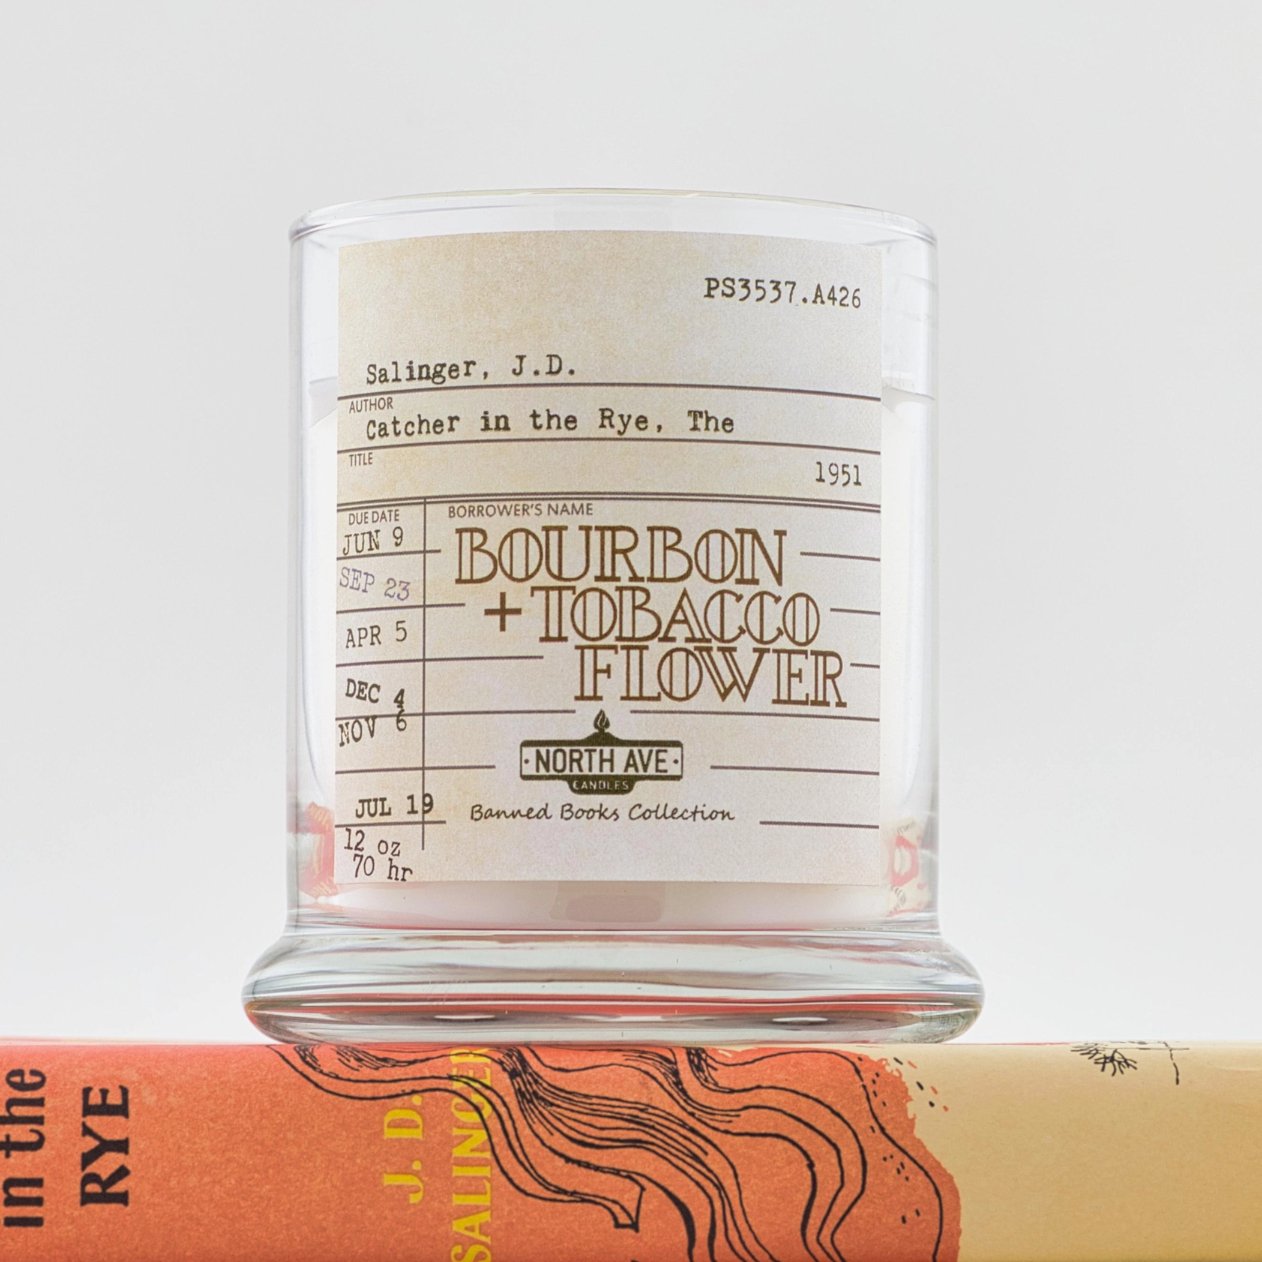 PS3537.A426
Salinger, J.D.
AUTHOR
Catcher in the Rye, The
TITLE
1951
DUE DATE
BORROWER'S NAME
JUN 9
SEP 23
APR 5
DEC 4
NOV 6
JUL 19
12 oz
70 hr
BOURBON
+TOBACCO
FLOWER
·NORTH AVE·
CANDLES
Banned Books Collection
in the
RYE
J. D.
SALINGER